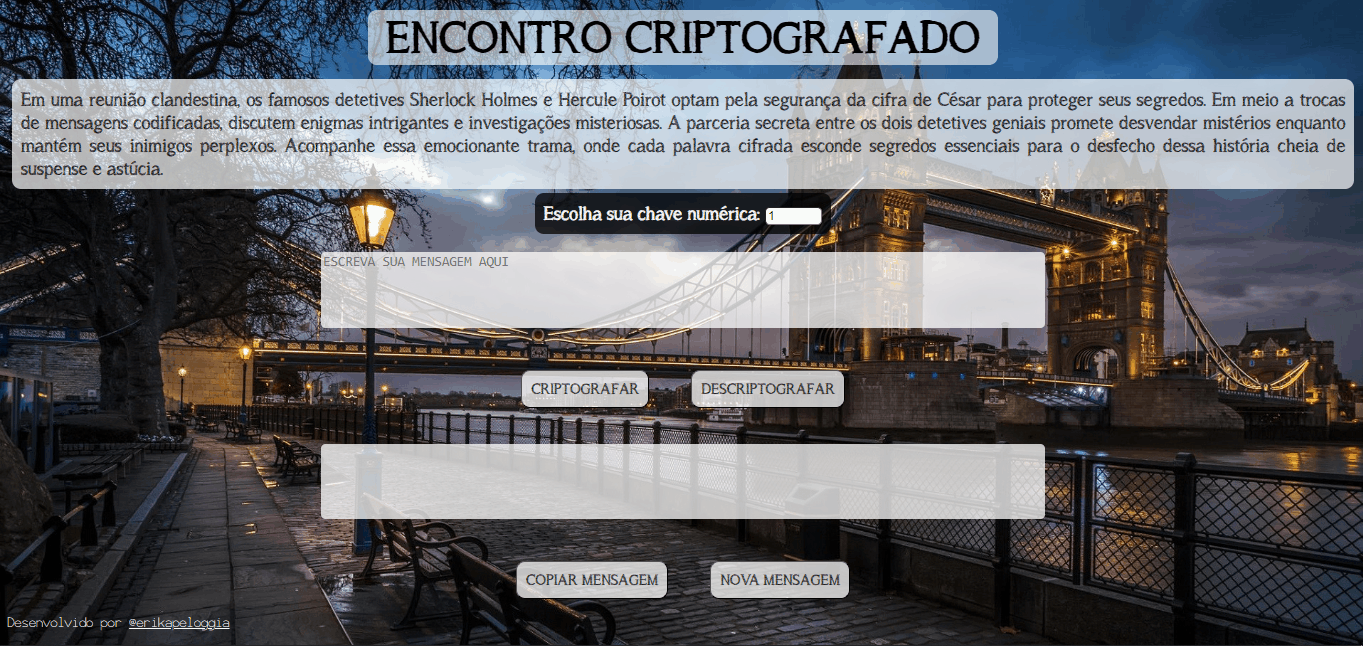 ENCONTRO CRIPTOGRAFADO
Em uma reunião clandestina, os famosos detetives Sherlock Holmes e Hercule Poirot optam pela segurança da cifra de César para proteger seus segredos. Em meio a trocas
de mensagens codificadas, discutem enigmas intrigantes e investigações misteriosas. A parceria secreta entre os dois detetives geniais promete desvendar mistérios enquanto
mantém seus inimigos perplexos. Acompanhe essa emocionante trama, onde cada palavra cifrada esconde segredos essenciais para o desfecho dessa história cheia de
suspense e astúcia.
Escolha sua chave numérica: 1
ESCREVA SUA MENSAGEM AQUI
CRIPTOGRAFAR DESCRIPTOGRAFAR
COPIAR MENSAGEM NOVA MENSAGEM
Desenvolvido por @erikapeloggia